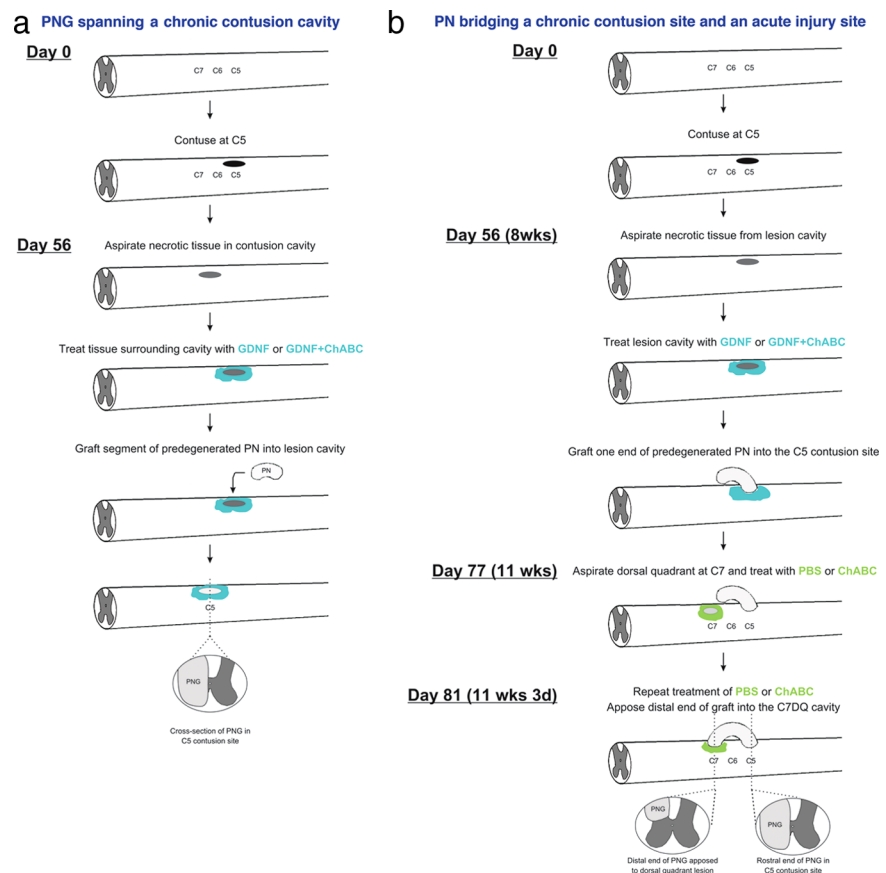 a
PNG spanning a chronic contusion cavity
Day 0
C7 C6 C5
Contuse at C5
C7 C6 C5
Day 56
Aspirate necrotic tissue in contusion cavity
Treat tissue surrounding cavity with GDNF or GDNF+ChABC
Graft segment of predegenerated PN into lesion cavity
PN
C5
PNG
Cross-section of PNG in
C5 contusion site
b
PN bridging a chronic contusion site and an acute injury site
Day 0
C7 C6 C5
Contuse at C5
C7 C6 C5
Day 56 (8wks)
Aspirate necrotic tissue from lesion cavity
Treat lesion cavity with GDNF or GDNF+ChABC
Graft one end of predegenerated PN into the C5 contusion site
Day 77 (11 wks)
Aspirate dorsal quadrant at C7 and treat with PBS or ChABC
C7 C6 C5
Day 81 (11 wks 3d)
Repeat treatment of PBS or ChABC
Appose distal end of graft into the C7DQ cavity
C7 C6 C5
PNG
PNG
Distal end of PNG apposed
to dorsal quadrant lesion
Rostral end of PNG in
C5 contusion site